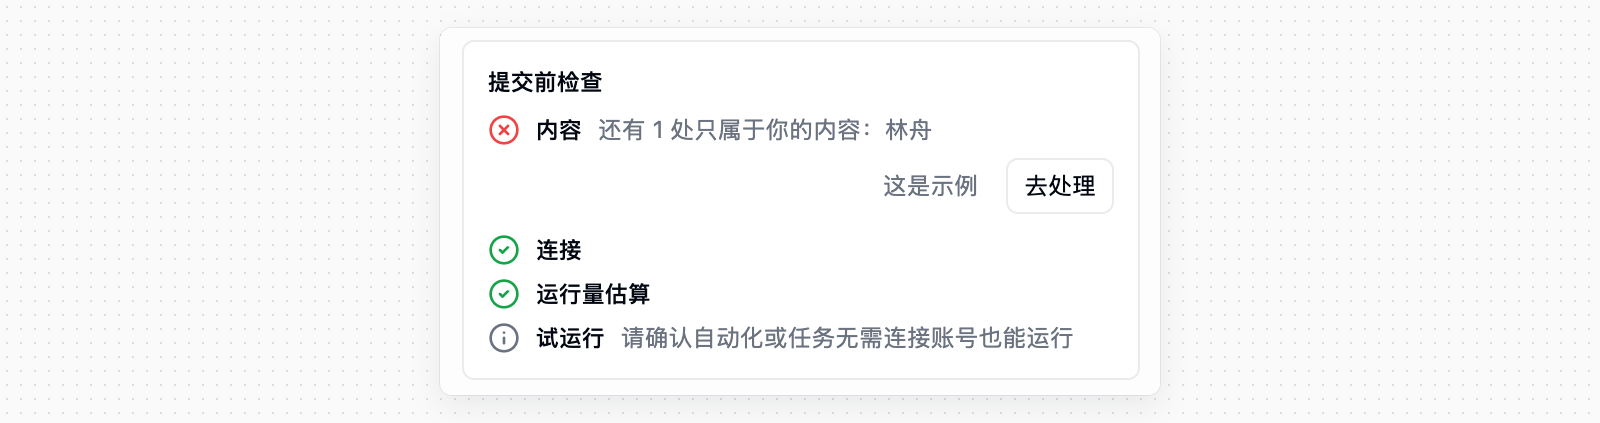 提交前检查
内容 还有 1 处只属于你的内容：林舟
这是示例 去处理
连接
运行量估算
试运行 请确认自动化或任务无需连接账号也能运行